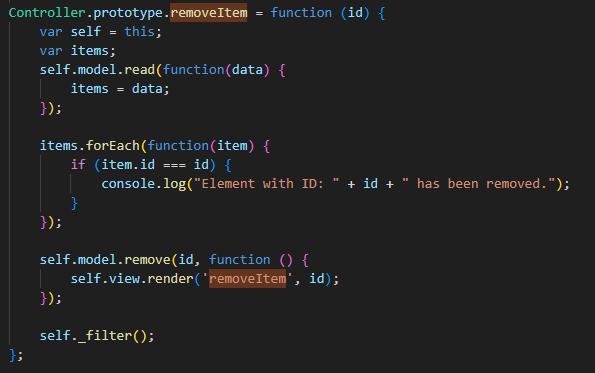 Controller.prototype.removeItem = function (id) {
    var self = this;
    var items;
    self.model.read(function(data) {
        items = data;
    });

    items.forEach(function(item) {
        if (item.id === id) {
            console.log("Element with ID: " + id + " has been removed.");
        }
    });

    self.model.remove(id, function () {
        self.view.render('removeItem', id);
    });

    self._filter();
};